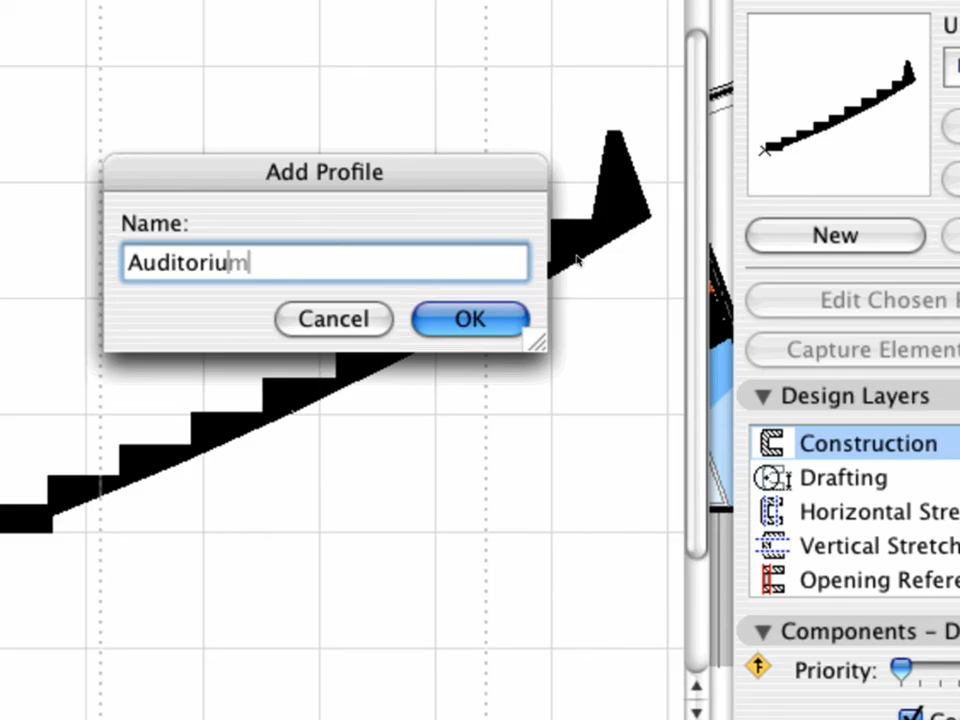 Add Profile
Name:
Auditorium
Cancel
OK
U
New
Edit Chosen
Capture Element
Design Layers
Construction
Drafting
Horizontal Stre
Vertical Stretch
Opening Refere
Components - D
Priority: